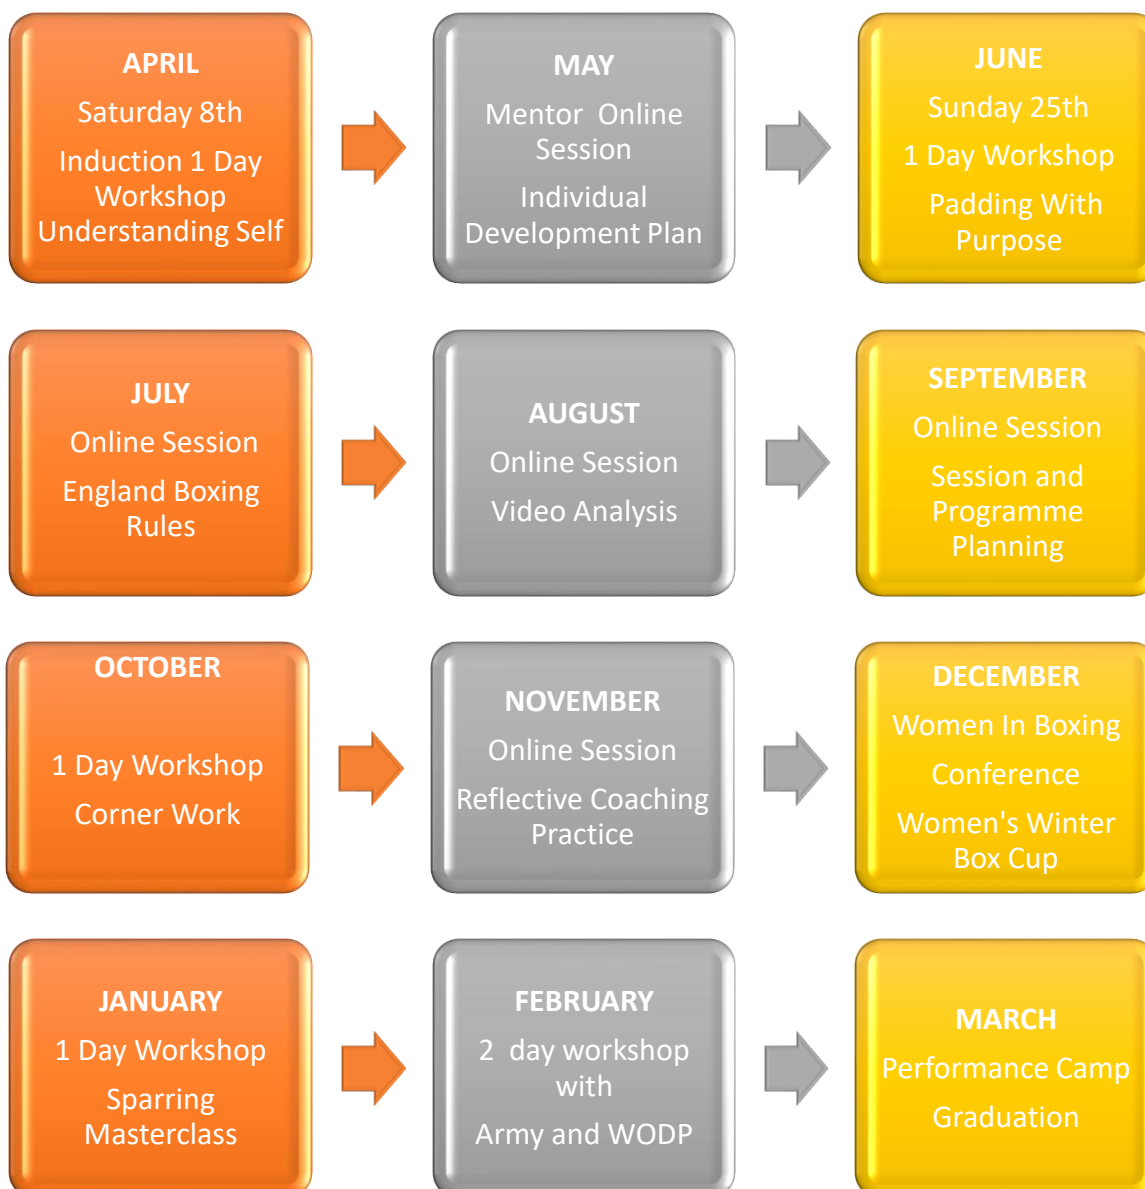 APRIL
Saturday 8th
Induction 1 Day
Workshop
Understanding Self
MAY
Mentor  Online
Session
Individual
Development Plan
JUNE
Sunday 25th
1 Day Workshop
Padding With
Purpose
JULY
Online Session
England Boxing
Rules
AUGUST
Online Session
Video Analysis
SEPTEMBER
Online Session
Session and
Programme
Planning
OCTOBER
1 Day Workshop
Corner Work
NOVEMBER
Online Session
Reflective Coaching
Practice
DECEMBER
Women In Boxing
Conference
Women's Winter
Box Cup
JANUARY
1 Day Workshop
Sparring
Masterclass
FEBRUARY
2  day workshop
with
Army and WODP
MARCH
Performance Camp
Graduation